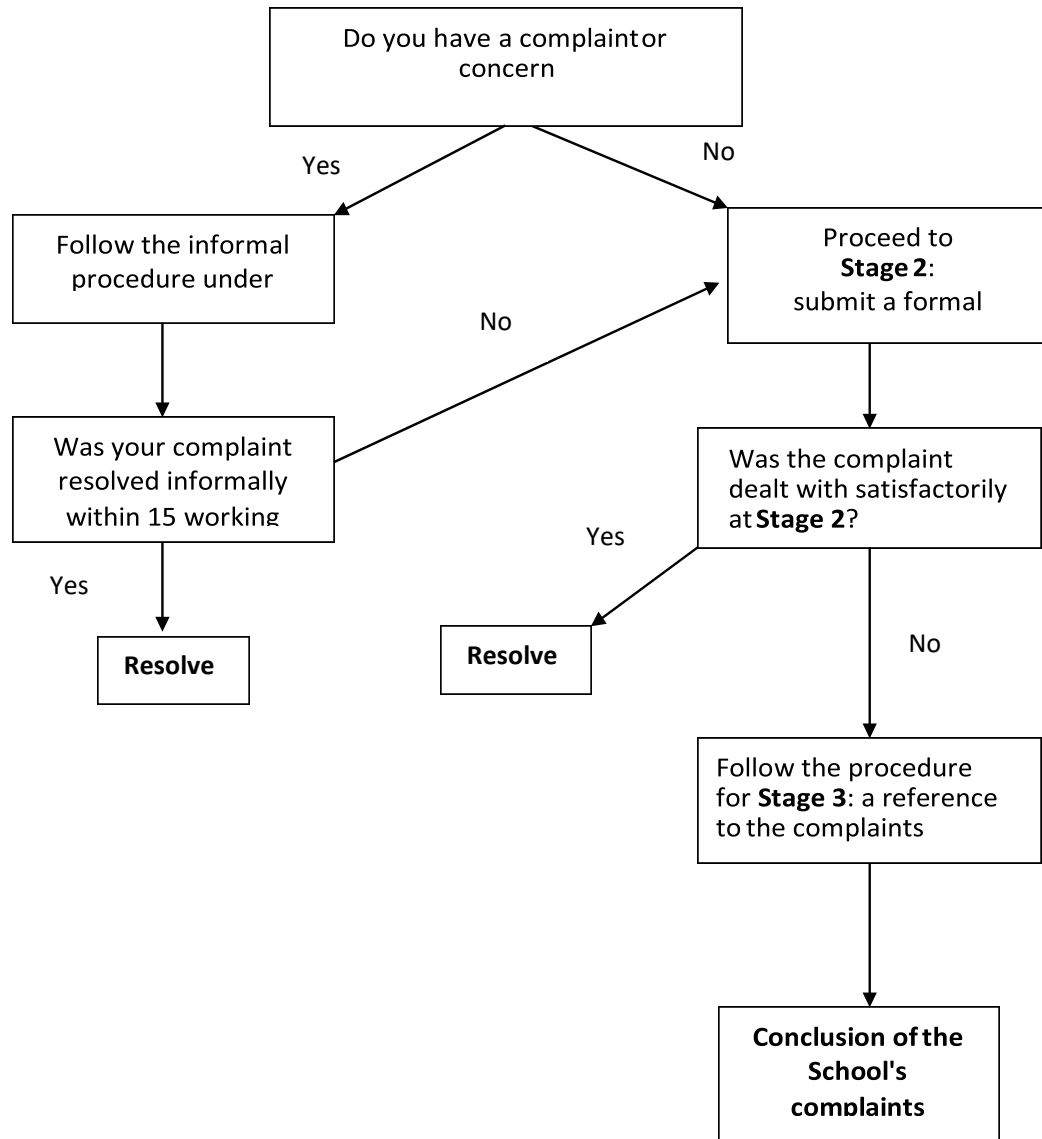 Do you have a complaint or
concern
Yes
No
Follow the informal
procedure under
Proceed to
Stage 2:
submit a formal
No
Was your complaint
resolved informally
within 15 working
Was the complaint
dealt with satisfactorily
at Stage 2?
Yes
Yes
Resolve
Resolve
No
Follow the procedure
for Stage 3: a reference
to the complaints
Conclusion of the
School's
complaints